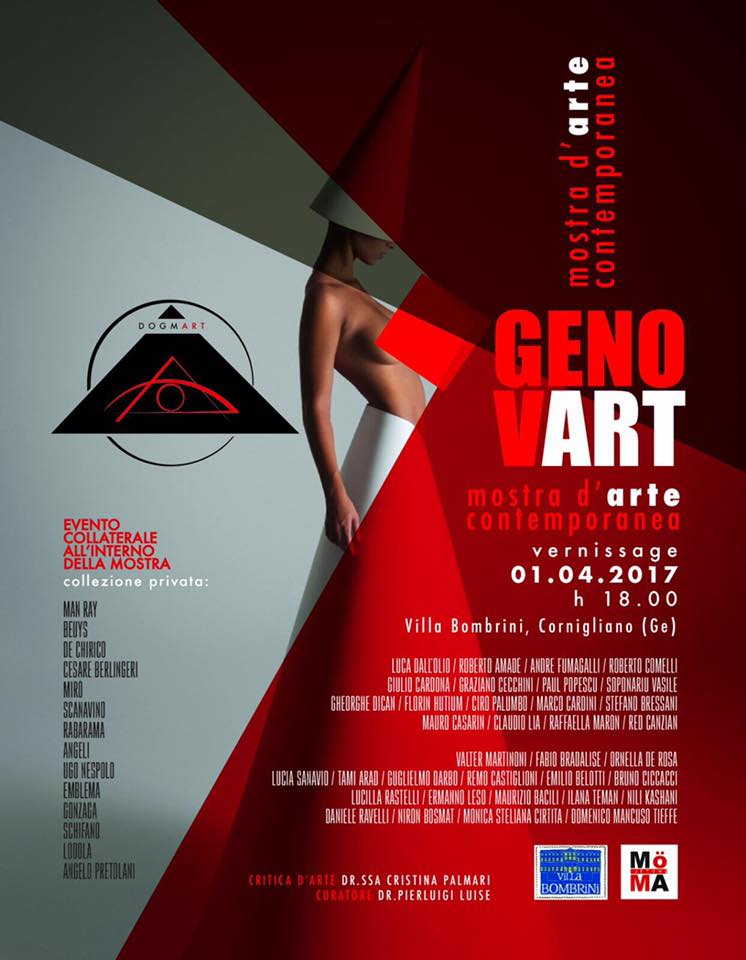 mostra d'arte
contemporanea
DOGMART
GENO
VART
mostra d'arte
contemporanea
vernissage
01.04.2017
h 18.00
Villa Bombrini, Cornigliano (Ge)
EVENTO
COLLATERALE
ALL'INTERNO
DELLA MOSTRA
collezione privata:
MAN RAY
BEUYS
DE CHIRICO
CESARE BERLINGERI
MIRO
SCANAVINO
RABARAMA
ANGELI
UGO NESPOLO
EMBLEMA
GONZAGA
SCHIFANO
LODOLA
ANGELO PRETOLANI
LUCA DALL'OLIO / ROBERTO AMADE / ANDRE FUMAGALLI / ROBERTO COMELLI
GIULIO CARDONA / GRAZIANO CECCHINI / PAUL POPESCU / SOPONARIU VASILE
GHEORGHE DICAN / FLORIN HUTIUM / CIRO PALUMBO / MARCO CARDINI / STEFANO BRESSANI
MAURO CASARIN / CLAUDIO LIA / RAFFAELLA MARON / RED CANZIAN
VALTER MARTINONI / FABIO BRADALISE / ORNELLA DE ROSA
LUCIA SANAVIO / TAMI ARAD / GUGLIELMO DARBO / REMO CASTIGLIONI / EMILIO BELOTTI / BRUNO CICCACCI
LUCILLA RASTELLI / ERMANNO LESO / MAURIZIO BACILI / ILANA TEMAN / NILI KASHANI
DANIELE RAVELLI / NIRON BOSMAT / MONICA STELIANA CIRTITA / DOMENICO MANCUSO TIEFFE
CRITICA D'ARTE DR.SSA CRISTINA PALMARI
CURATORE DR.PIERLUIGI LUISE
VILLA
BOMBRINI
MÖ
MA